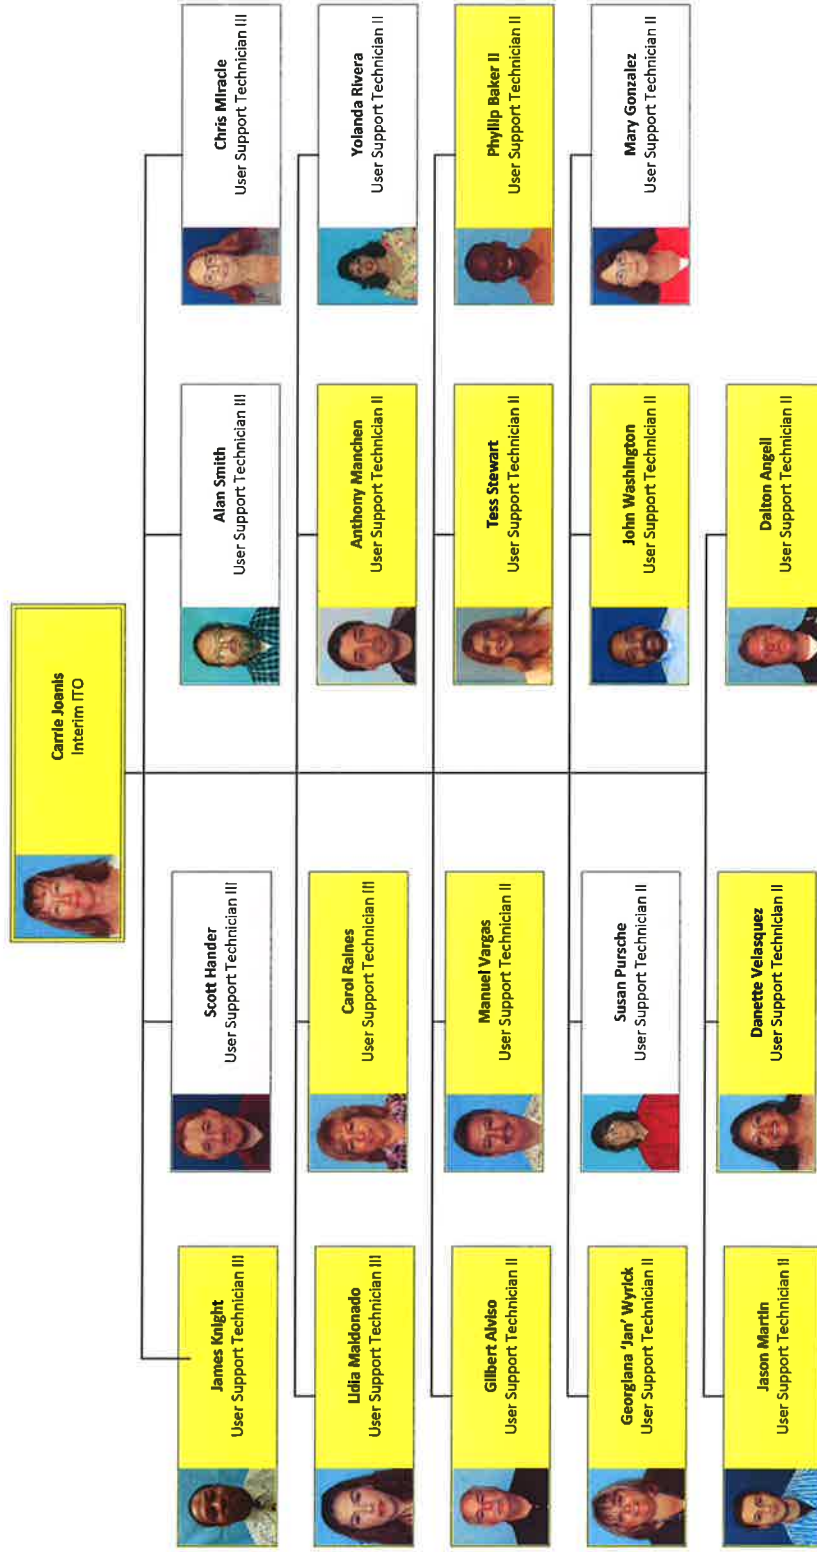 Carrie Joanis
Interim ITO
James Knight
User Support Technician III
Scott Hander
User Support Technician III
Alan Smith
User Support Technician III
Chris Miracle
User Support Technician III
Lidia Maldonado
User Support Technician III
Carol Raines
User Support Technician III
Anthony Manchen
User Support Technician II
Yolanda Rivera
User Support Technician II
Gilbert Alviso
User Support Technician II
Manuel Vargas
User Support Technician II
Tess Stewart
User Support Technician II
Phyllip Baker II
User Support Technician II
Georgiana 'Jan' Wyrick
User Support Technician II
Susan Pursche
User Support Technician II
John Washington
User Support Technician II
Mary Gonzalez
User Support Technician II
Jason Martin
User Support Technician II
Danette Velasquez
User Support Technician II
Dalton Angell
User Support Technician II